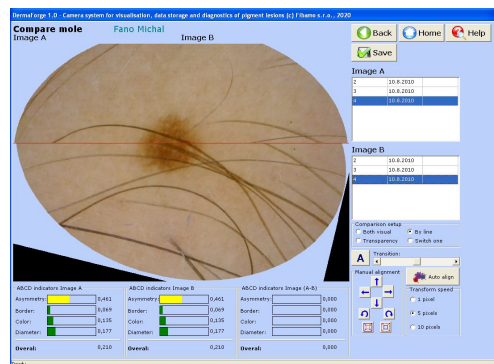 DermaForge 1.0 - Camera system for visualisation, data storage and diagnostics of pigment lesions (c) Fibamo s.r.o., 2020
Compare mole Fano Michal
Image A Image B
Back Home Help
Save
Image A
2 10.8.2010
3 10.8.2010
4 10.8.2010
Image B
2 10.8.2010
3 10.8.2010
4 10.8.2010
Comparison setup
Both visual By line
Transparency Switch one
A Transition:
Manual alignment
Auto align
Transform speed
1 pixel
5 pixels
10 pixels
ABCD indicators Image A
Asymmetry: 0,461
Border: 0,069
Color: 0,135
Diameter: 0,177
Overal: 0,210
ABCD indicators Image B
Asymmetry: 0,461
Border: 0,069
Color: 0,135
Diameter: 0,177
Overal: 0,210
ABCD indicators Image (A-B)
Asymmetry: 0,000
Border: 0,000
Color: 0,000
Diameter: 0,000
Overal: 0,000